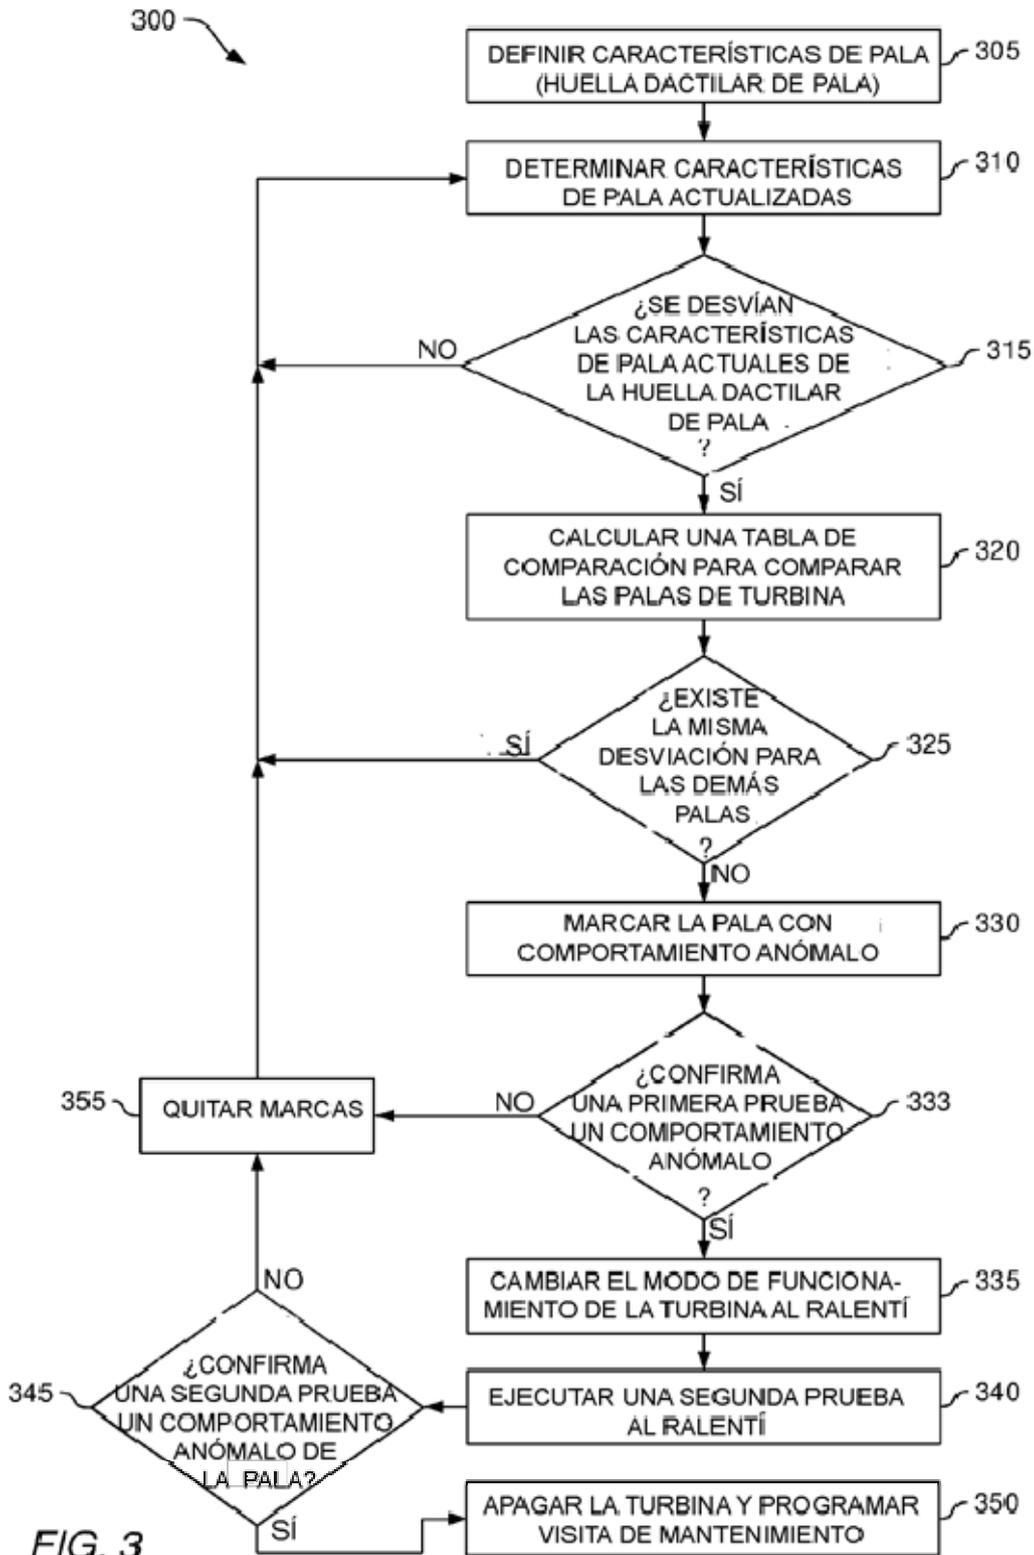 300
DEFINIR CARACTERÍSTICAS DE PALA
(HUELLA DACTILAR DE PALA)
305
DETERMINAR CARACTERÍSTICAS
DE PALA ACTUALIZADAS
310
¿SE DESVÍAN
LAS CARACTERÍSTICAS
DE PALA ACTUALES DE
LA HUELLA DACTILAR
DE PALA
?
315
NO
SÍ
CALCULAR UNA TABLA DE
COMPARACIÓN PARA COMPARAR
LAS PALAS DE TURBINA
320
¿EXISTE
LA MISMA
DESVIACIÓN PARA
LAS DEMÁS
PALAS
?
325
SÍ
NO
MARCAR LA PALA CON
COMPORTAMIENTO ANÓMALO
330
¿CONFIRMA
UNA PRIMERA PRUEBA
UN COMPORTAMIENTO
ANÓMALO
?
333
NO
SÍ
355
QUITAR MARCAS
CAMBIAR EL MODO DE FUNCIONA-
MIENTO DE LA TURBINA AL RALENTÍ
335
EJECUTAR UNA SEGUNDA PRUEBA
AL RALENTÍ
340
NO
¿CONFIRMA
UNA SEGUNDA PRUEBA
UN COMPORTAMIENTO
ANÓMALO DE
LA PALA?
345
SÍ
APAGAR LA TURBINA Y PROGRAMAR
VISITA DE MANTENIMIENTO
350
FIG. 3